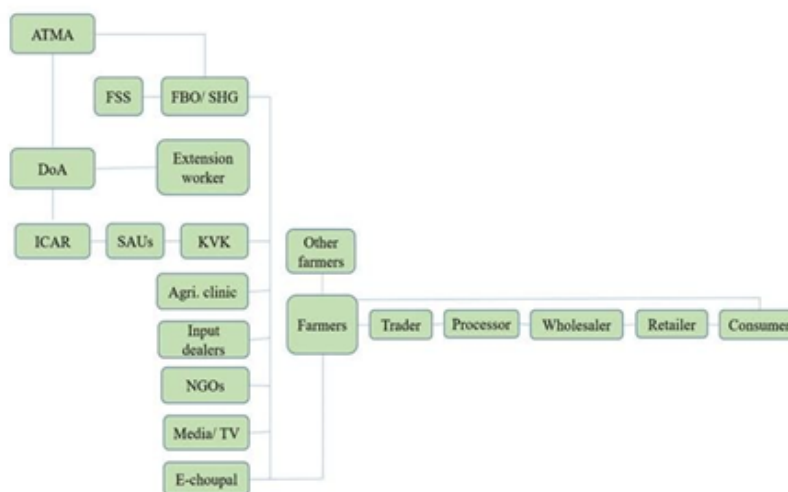 ATMA
FSS
FBO/ SHG
DoA
Extension
worker
ICAR
SAUs
KVK
Other
farmers
Agri. clinic
Farmers
Trader
Processor
Wholesaler
Retailer
Consumer
Input
dealers
NGOs
Media/ TV
E-choupal